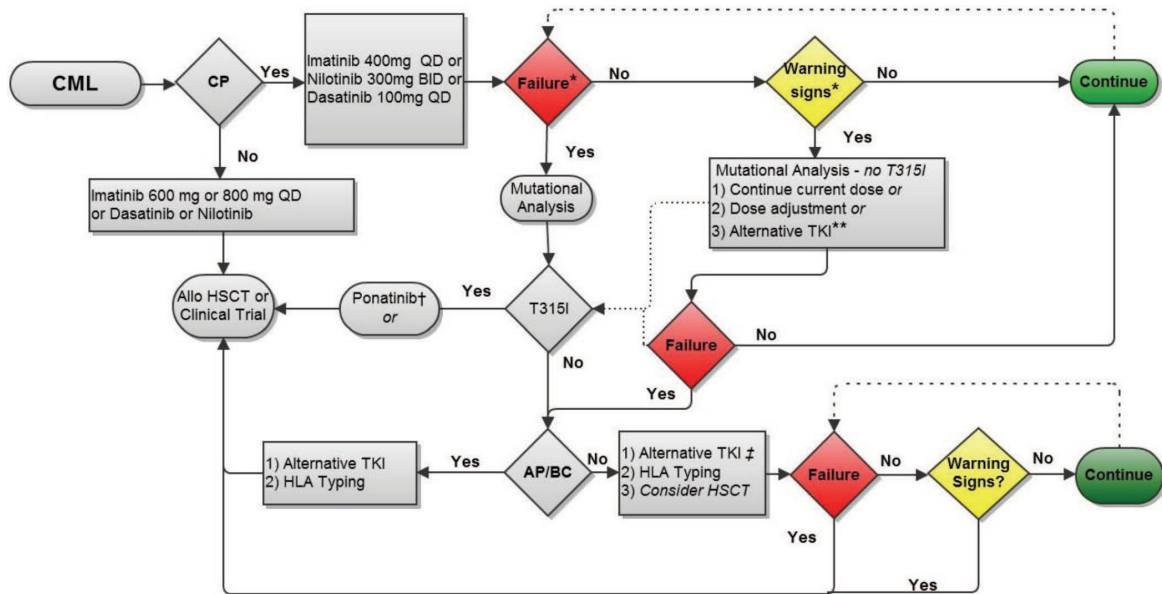 CML
CP
Yes
Imatinib 400mg QD or
Nilotinib 300mg BID or
Dasatinib 100mg QD
Failure*
No
Warning
signs*
No
Continue
No
Yes
Yes
Imatinib 600 mg or 800 mg QD
or Dasatinib or Nilotinib
Mutational
Analysis
Mutational Analysis - no T315I
1) Continue current dose or
2) Dose adjustment or
3) Alternative TKI**
Allo HSCT or
Clinical Trial
Ponatinib†
or
Yes
T315I
Failure
No
No
Yes
1) Alternative TKI
2) HLA Typing
Yes
AP/BC
No
1) Alternative TKI ‡
2) HLA Typing
3) Consider HSCT
Failure
No
Warning
Signs?
No
Continue
Yes
Yes